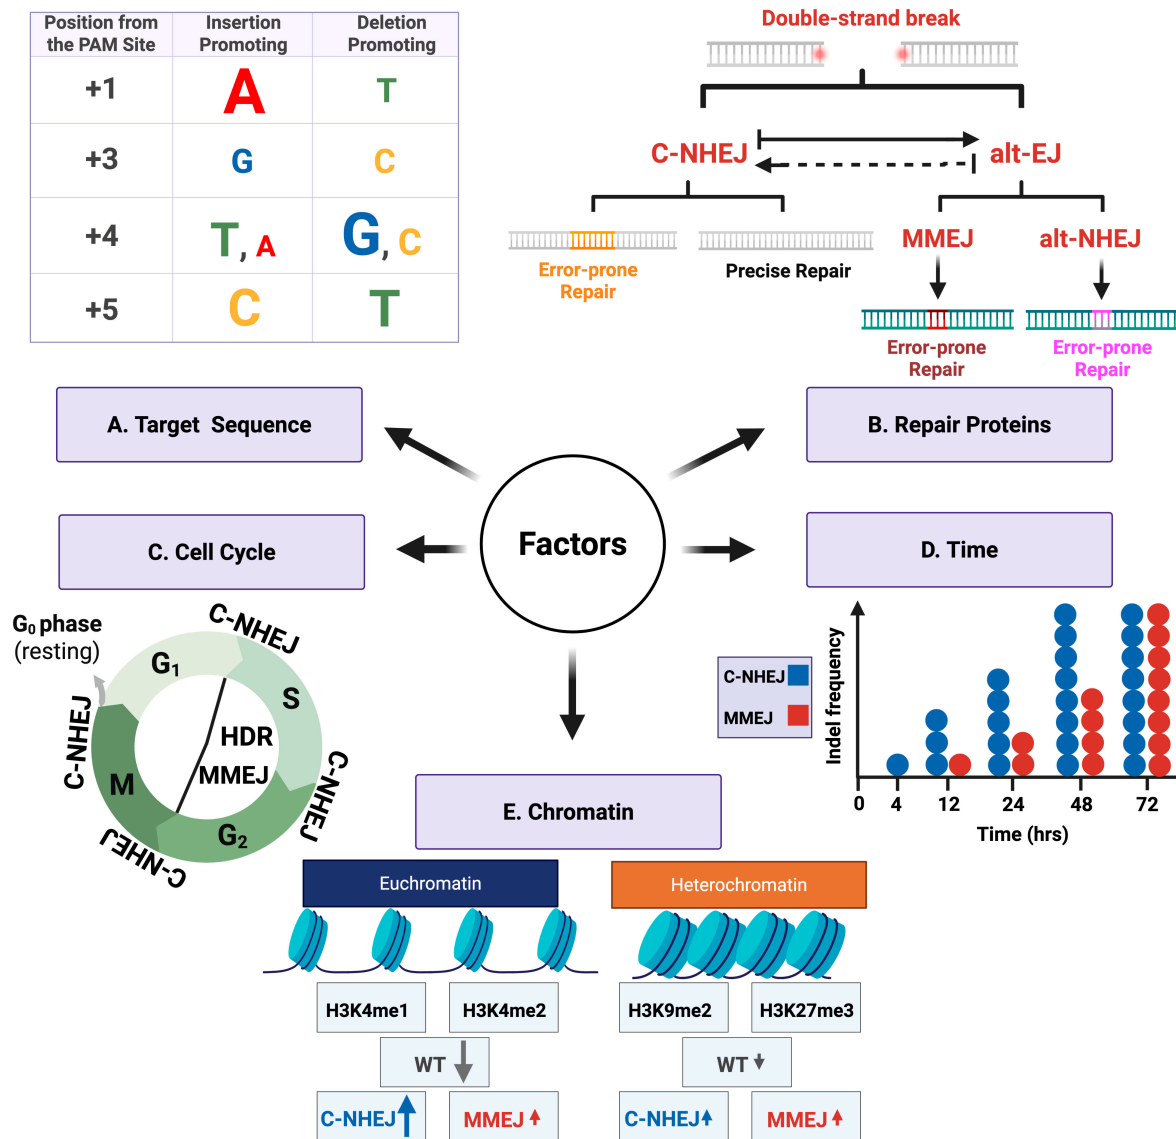 Position from
the PAM Site
Insertion
Promoting
Deletion
Promoting
+1
A
T
+3
G
C
+4
T, A
G, C
+5
C
T
Double-strand break
C-NHEJ
alt-EJ
MMEJ
alt-NHEJ
Error-prone
Repair
Precise Repair
Error-prone
Repair
Error-prone
Repair
A. Target Sequence
B. Repair Proteins
Factors
C. Cell Cycle
D. Time
G₀ phase
(resting)
C-NHEJ
C-NHEJ
C-NHEJ
C-NHEJ
G₁
S
G₂
M
HDR
MMEJ
C-NHEJ
MMEJ
Indel frequency
0 4 12 24 48 72
Time (hrs)
E. Chromatin
Euchromatin
Heterochromatin
H3K4me1
H3K4me2
H3K9me2
H3K27me3
WT
WT
C-NHEJ
MMEJ
C-NHEJ
MMEJ